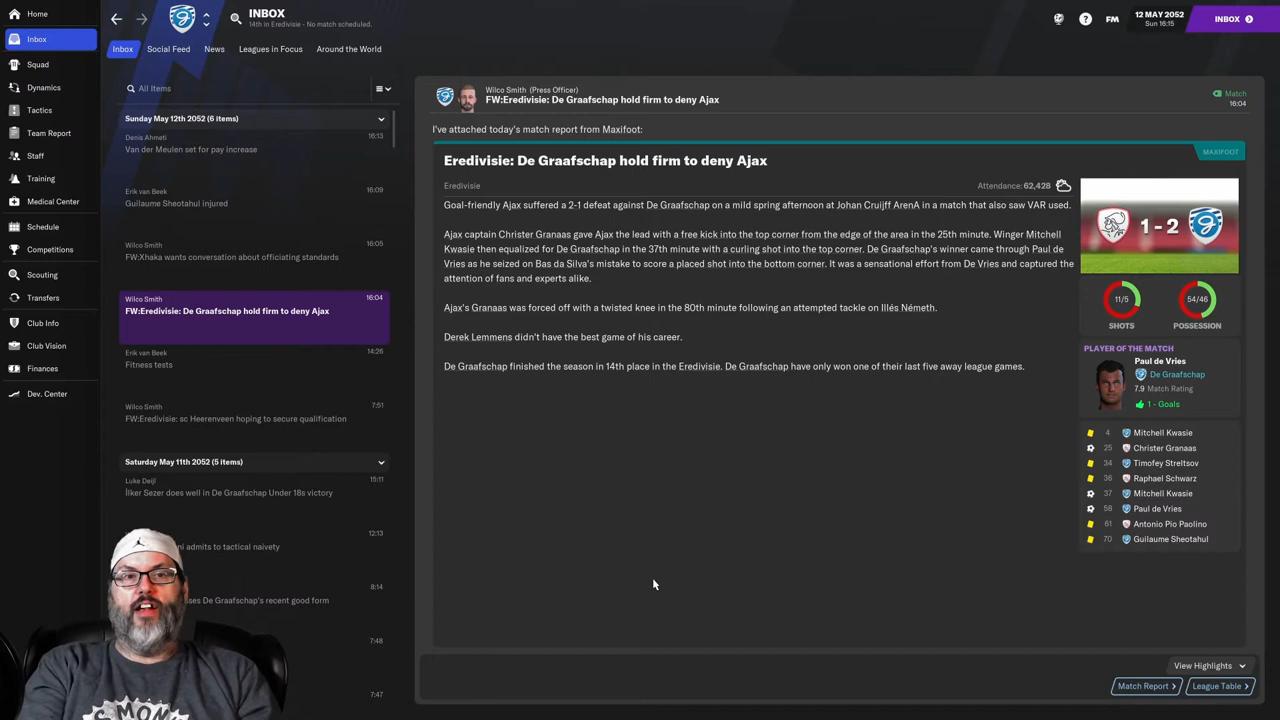 Home
Inbox
Squad
Dynamics
Tactics
Team Report
Staff
Training
Medical Center
Schedule
Competitions
Scouting
Transfers
Club Info
Club Vision
Finances
Dev. Center
INBOX
14th in Eredivisie - No match scheduled.
FM
12 MAY 2052
Sun 16:15
INBOX
Inbox
Social Feed
News
Leagues in Focus
Around the World
All Items
Sunday May 12th 2052 (6 items)
Denis Ahmeti
16:13
Van der Meulen set for pay increase
Erik van Beek
16:09
Guilaume Sheotahul injured
Wilco Smith
16:05
FW:Xhaka wants conversation about officiating standards
Wilco Smith
16:04
FW:Eredivisie: De Graafschap hold firm to deny Ajax
Erik van Beek
14:26
Fitness tests
Wilco Smith
7:51
FW:Eredivisie: sc Heerenveen hoping to secure qualification
Saturday May 11th 2052 (5 items)
Luke Deijl
15:11
İlker Sezer does well in De Graafschap Under 18s victory
12:13
ni admits to tactical naivety
8:14
ses De Graafschap's recent good form
7:48
7:47
Wilco Smith (Press Officer)
FW:Eredivisie: De Graafschap hold firm to deny Ajax
Match
16:04
I've attached today's match report from Maxifoot:
Eredivisie: De Graafschap hold firm to deny Ajax
MAXIFOOT
Eredivisie
Attendance: 62,428
Goal-friendly Ajax suffered a 2-1 defeat against De Graafschap on a mild spring afternoon at Johan Cruijff ArenA in a match that also saw VAR used.
Ajax captain Christer Granaas gave Ajax the lead with a free kick into the top corner from the edge of the area in the 25th minute. Winger Mitchell
Kwasie then equalized for De Graafschap in the 37th minute with a curling shot into the top corner. De Graafschap's winner came through Paul de
Vries as he seized on Bas da Silva's mistake to score a placed shot into the bottom corner. It was a sensational effort from De Vries and captured the
attention of fans and experts alike.
Ajax's Granaas was forced off with a twisted knee in the 80th minute following an attempted tackle on Illés Németh.
Derek Lemmens didn't have the best game of his career.
De Graafschap finished the season in 14th place in the Eredivisie. De Graafschap have only won one of their last five away league games.
1 - 2
11/5
54/46
SHOTS
POSSESSION
PLAYER OF THE MATCH
Paul de Vries
De Graafschap
7.9 Match Rating
1 - Goals
4 Mitchell Kwasie
25 Christer Granaas
34 Timofey Streltsov
36 Raphael Schwarz
37 Mitchell Kwasie
58 Paul de Vries
61 Antonio Pio Paolino
70 Guilaume Sheotahul
View Highlights
Match Report
League Table